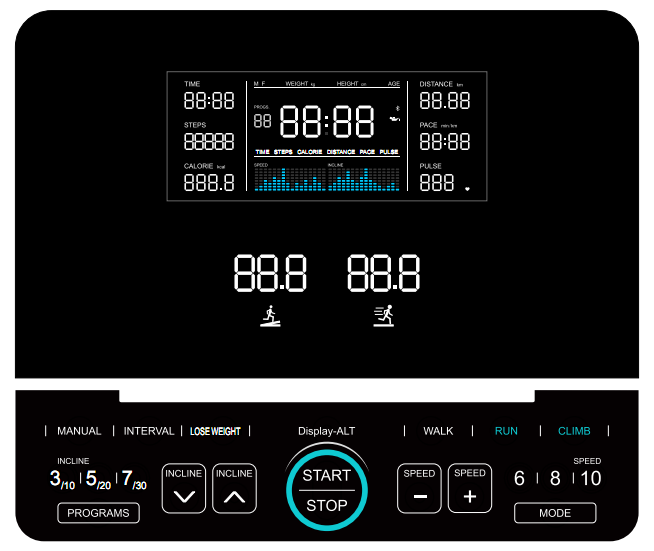 TIME
88:88
STEPS
88888
CALORIE kcal
888.8
M F WEIGHT kg HEIGHT cm AGE
PROG.
88 88:88
TIME STEPS CALORIE DISTANCE PACE PULSE
SPEED INCLINE
DISTANCE km
88.88
PACE min/km
88:88
PULSE
888
88.8 88.8
| MANUAL | INTERVAL | LOSE WEIGHT | Display-ALT | WALK | RUN | CLIMB |
INCLINE
3/10 | 5/20 | 7/30
PROGRAMS
INCLINE
INCLINE
START
STOP
SPEED
−
SPEED
+
SPEED
6 | 8 | 10
MODE